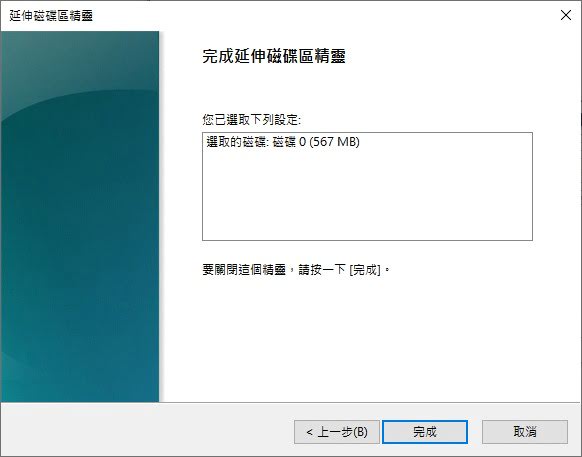 延伸磁碟區精靈
完成延伸磁碟區精靈
您已選取下列設定:
選取的磁碟: 磁碟 0 (567 MB)
要關閉這個精靈，請按一下 [完成]。
< 上一步(B)
完成
取消